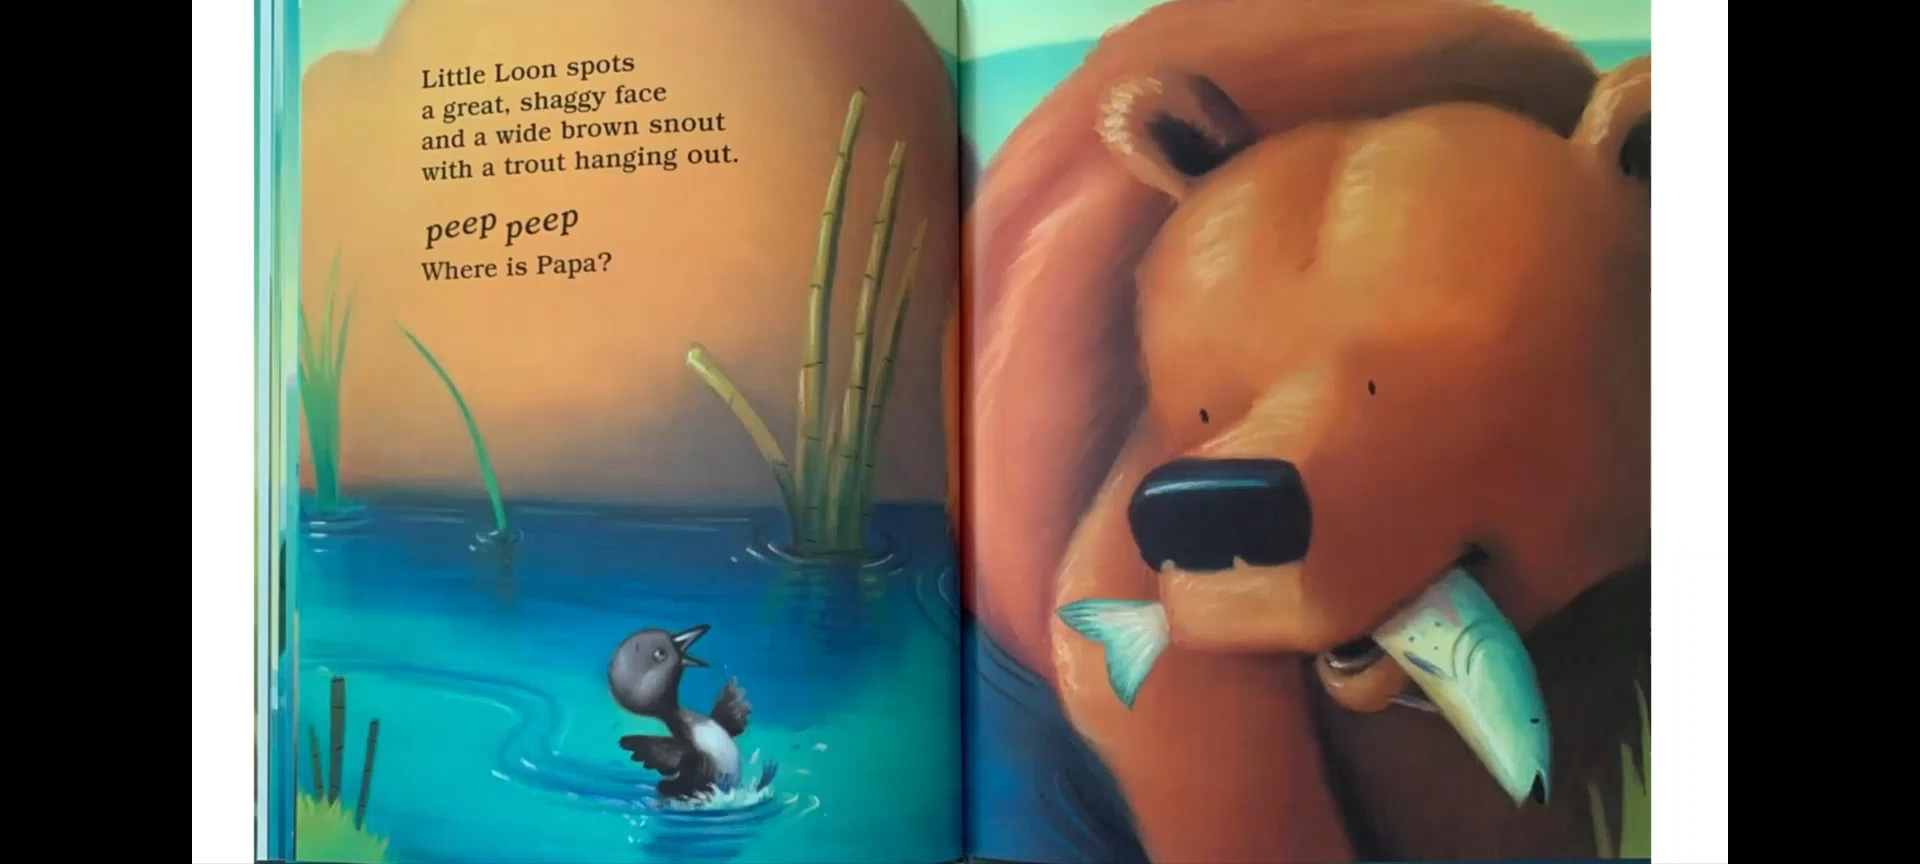 Little Loon spots
a great, shaggy face
and a wide brown snout
with a trout hanging out.
peep peep
Where is Papa?